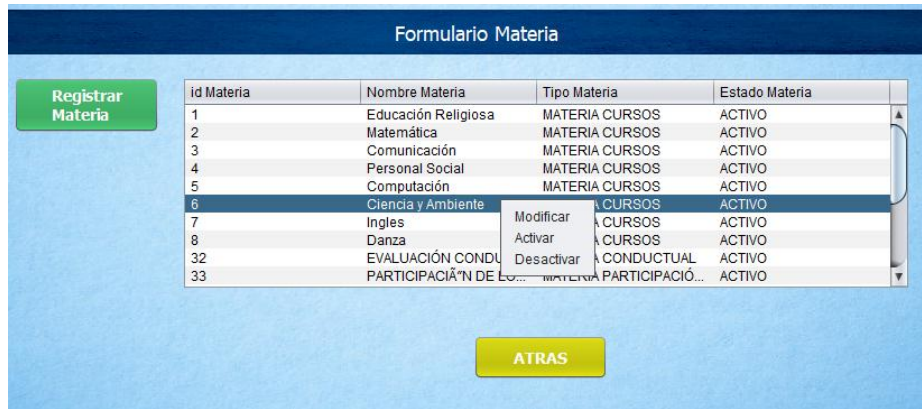 Formulario Materia
Registrar
Materia
id Materia Nombre Materia Tipo Materia Estado Materia
1 Educación Religiosa MATERIA CURSOS ACTIVO
2 Matemática MATERIA CURSOS ACTIVO
3 Comunicación MATERIA CURSOS ACTIVO
4 Personal Social MATERIA CURSOS ACTIVO
5 Computación MATERIA CURSOS ACTIVO
6 Ciencia y Ambiente CURSOS ACTIVO
Modificar
7 Ingles CURSOS ACTIVO
Activar
8 Danza CURSOS ACTIVO
Desactivar
32 EVALUACIÓN CONDU CONDUCTUAL ACTIVO
33 PARTICIPACIÃ“N DE LO... MATERIA PARTICIPACIÓ... ACTIVO
ATRAS